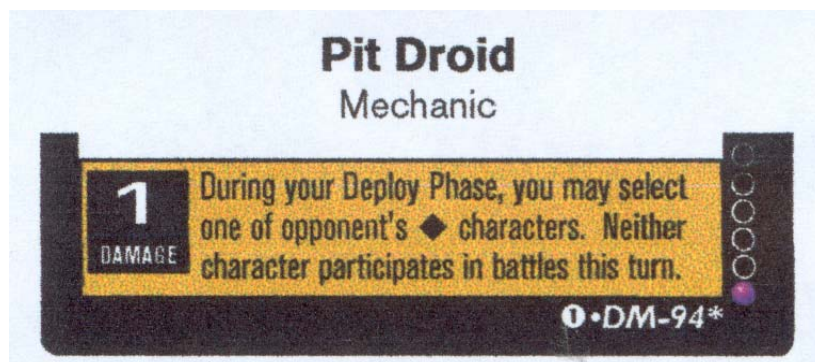 Pit Droid
Mechanic
1
DAMAGE
During your Deploy Phase, you may select
one of opponent's ◆ characters. Neither
character participates in battles this turn.
❶•DM-94*